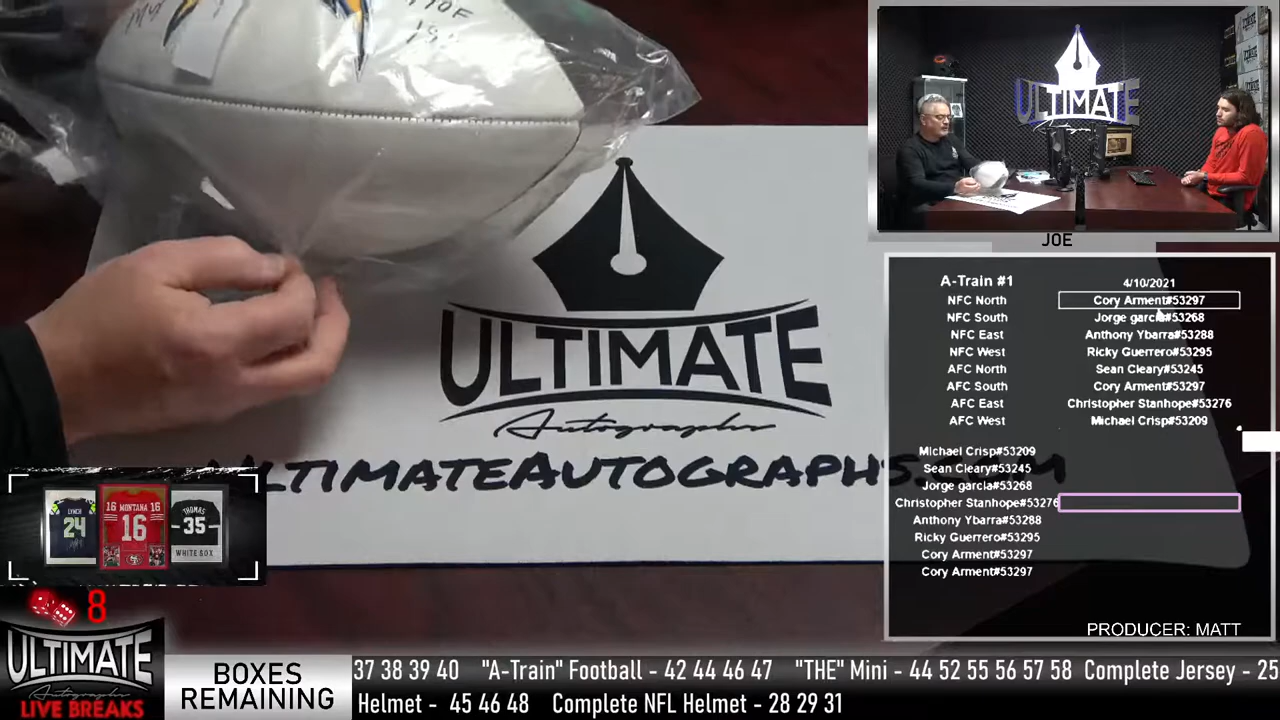 HOF
ULTIMATE
JOE
ULTIMATE
Autographs
ULTIMATEAUTOGRAPHS.COM
A-Train #1 4/10/2021
NFC North Cory Arment#53297
NFC South Jorge garcia#53268
NFC East Anthony Ybarra#53288
NFC West Ricky Guerrero#53295
AFC North Sean Cleary#53245
AFC South Cory Arment#53297
AFC East Christopher Stanhope#53276
AFC West Michael Crisp#53209
Michael Crisp#53209
Sean Cleary#53245
Jorge garcia#53268
Christopher Stanhope#53276
Anthony Ybarra#53288
Ricky Guerrero#53295
Cory Arment#53297
Cory Arment#53297
PRODUCER: MATT
LYNCH
24
16 MONTANA 16
16
THOMAS
35
WHITE SOX
8
ULTIMATE
Autographs
LIVE BREAKS
BOXES
REMAINING
37 38 39 40 "A-Train" Football - 42 44 46 47 "THE" Mini - 44 52 55 56 57 58 Complete Jersey - 25
Helmet - 45 46 48 Complete NFL Helmet - 28 29 31